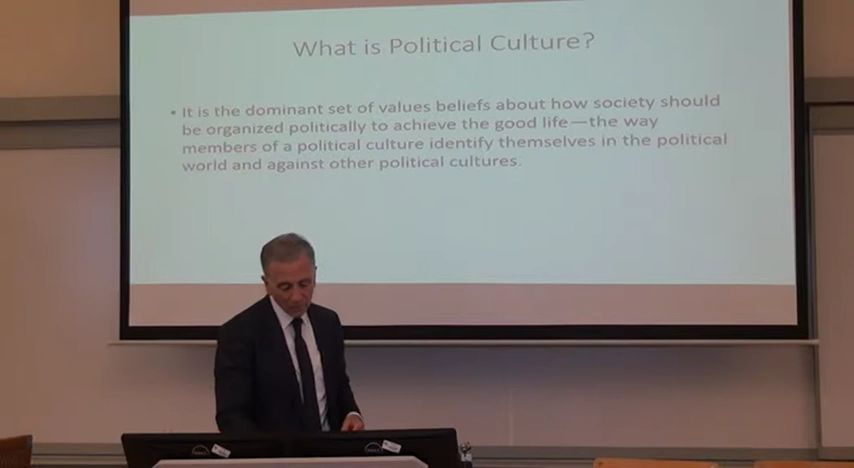 What is Political Culture?
• It is the dominant set of values beliefs about how society should
be organized politically to achieve the good life—the way
members of a political culture identify themselves in the political
world and against other political cultures.
DELL
DELL